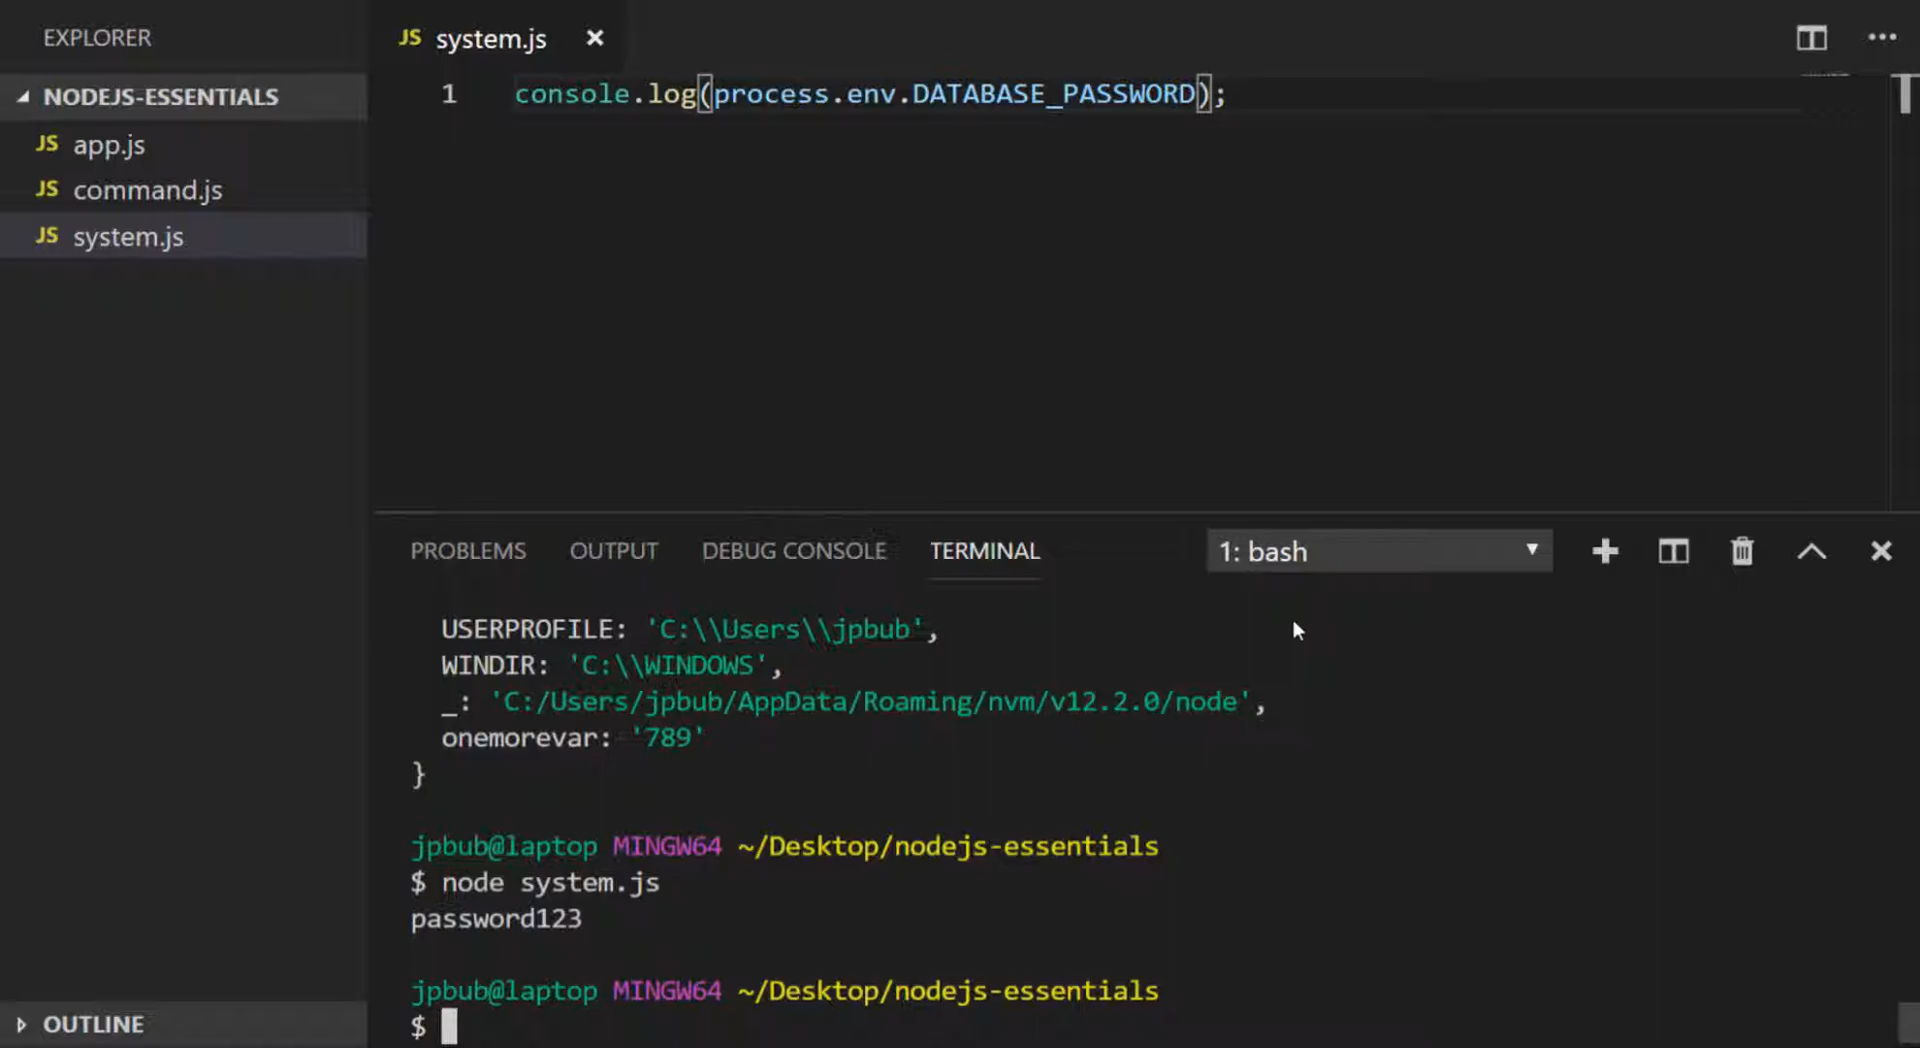 EXPLORER
NODEJS-ESSENTIALS
JS app.js
JS command.js
JS system.js
OUTLINE
JS system.js
1 console.log(process.env.DATABASE_PASSWORD);
PROBLEMS OUTPUT DEBUG CONSOLE TERMINAL 1: bash
USERPROFILE: 'C:\\Users\\jpbub',
WINDIR: 'C:\\WINDOWS',
_: 'C:/Users/jpbub/AppData/Roaming/nvm/v12.2.0/node',
onemorevar: '789'
}
jpbub@laptop MINGW64 ~/Desktop/nodejs-essentials
$ node system.js
password123
jpbub@laptop MINGW64 ~/Desktop/nodejs-essentials
$